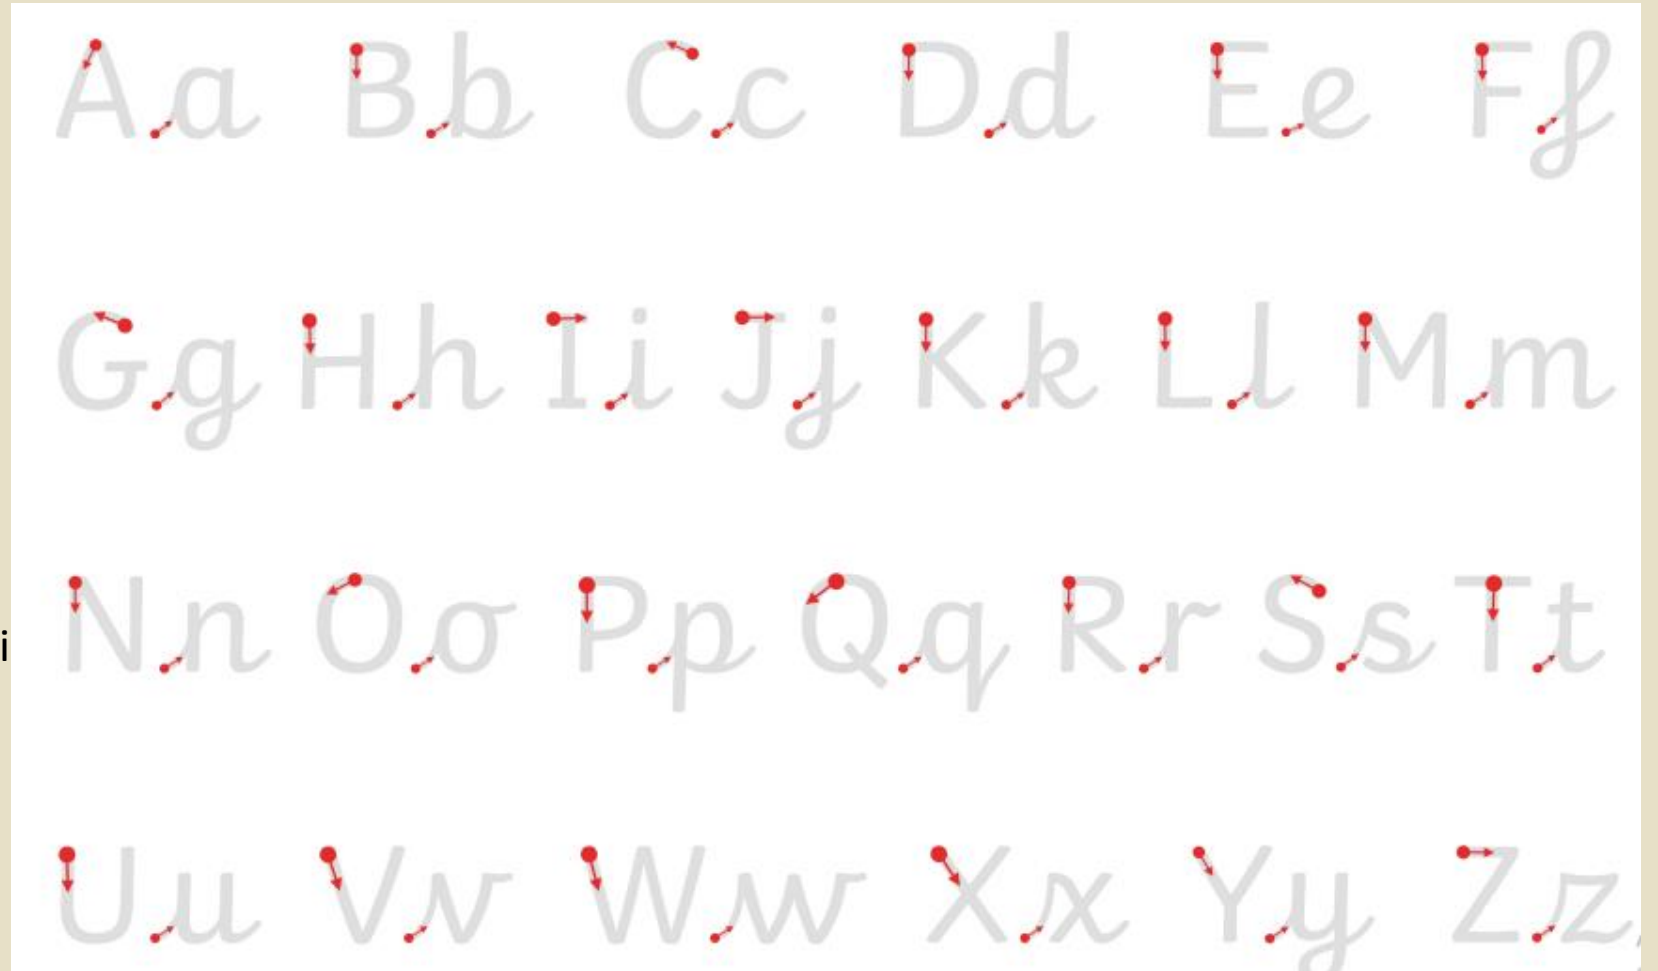 Aa Bb Cc Dd Ee Ff
Gg Hh Ii Jj Kk Ll Mm
i
Nn Oo Pp Qq Rr Ss Tt
Uu Vv Ww Xx Yy Zz